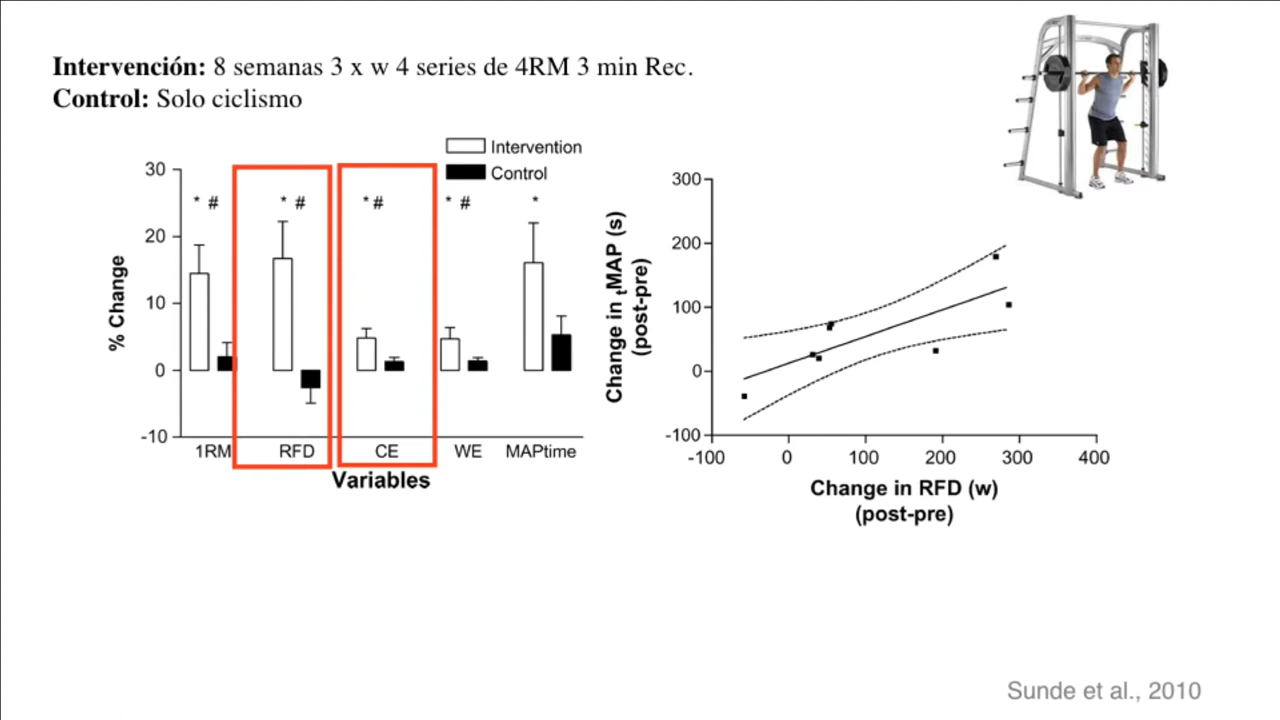 Intervención: 8 semanas 3 x w 4 series de 4RM 3 min Rec.
Control: Solo ciclismo
Intervention
Control
30
20
10
0
-10
% Change
* #
* #
* #
* #
*
1RM RFD CE WE MAPtime
Variables
300
200
100
0
-100
Change in tMAP (s)
(post-pre)
-100 0 100 200 300 400
Change in RFD (w)
(post-pre)
Sunde et al., 2010